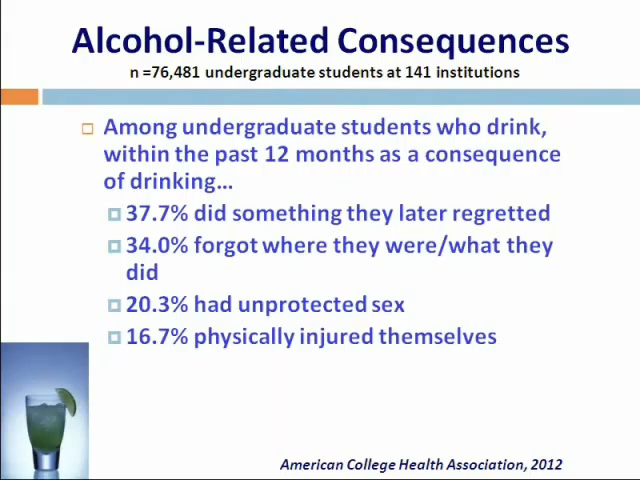 Alcohol-Related Consequences
n =76,481 undergraduate students at 141 institutions
Among undergraduate students who drink,
within the past 12 months as a consequence
of drinking…
37.7% did something they later regretted
34.0% forgot where they were/what they
did
20.3% had unprotected sex
16.7% physically injured themselves
American College Health Association, 2012